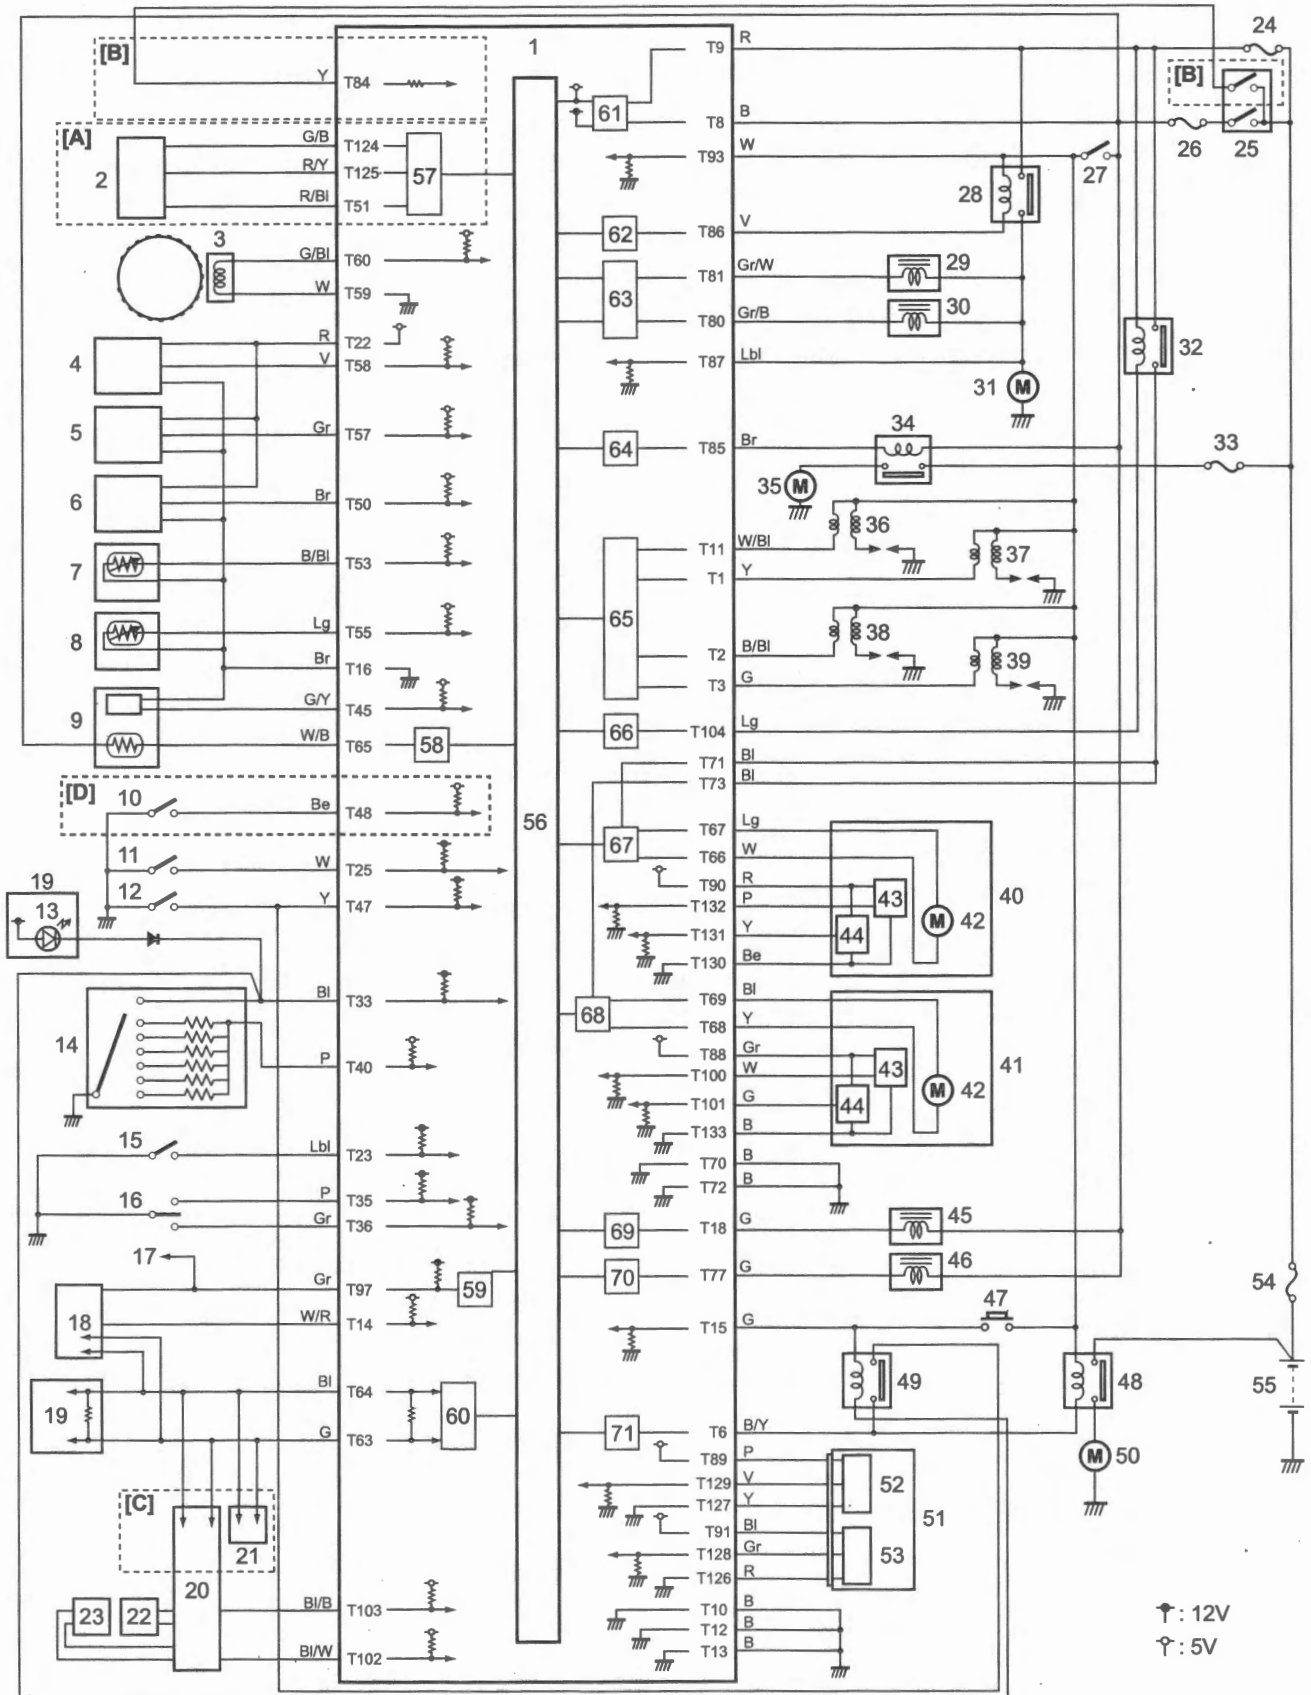 1
[B]
Y T84
[A]
2
G/B T124
R/Y T125
R/Bl T51
57
3
G/Bl T60
W T59
R T22
4
V T58
5
Gr T57
6
Br T50
7
B/Bl T53
8
Lg T55
Br T16
9
G/Y T45
W/B T65
58
[D]
10
Be T48
11
W T25
12
Y T47
19
13
Bl T33
14
P T40
15
Lbl T23
16
P T35
Gr T36
17
Gr T97
59
18
W/R T14
Bl T64
19
60
G T63
[C]
21
20
23
22
Bl/B T103
Bl/W T102
56
61
T9 R
24
[B]
T8 B
26
25
T93 W
27
28
62
T86 V
63
T81 Gr/W
29
T80 Gr/B
30
T87 Lbl
31
M
32
64
T85 Br
34
33
35
M
65
T11 W/Bl
36
T1 Y
37
T2 B/Bl
38
T3 G
39
66
T104 Lg
T71 Bl
T73 Bl
67
T67 Lg
T66 W
T90 R
T132 P
43
40
T131 Y
44
M
42
T130 Be
68
T69 Bl
T68 Y
T88 Gr
T100 W
43
41
T101 G
44
M
42
T133 B
T70 B
T72 B
69
T18 G
45
70
T77 G
46
54
47
T15 G
49
48
55
71
T6 B/Y
M
50
T89 P
T129 V
52
T127 Y
51
T91 Bl
T128 Gr
53
T126 R
T10 B
T12 B
T13 B
: 12V
: 5V